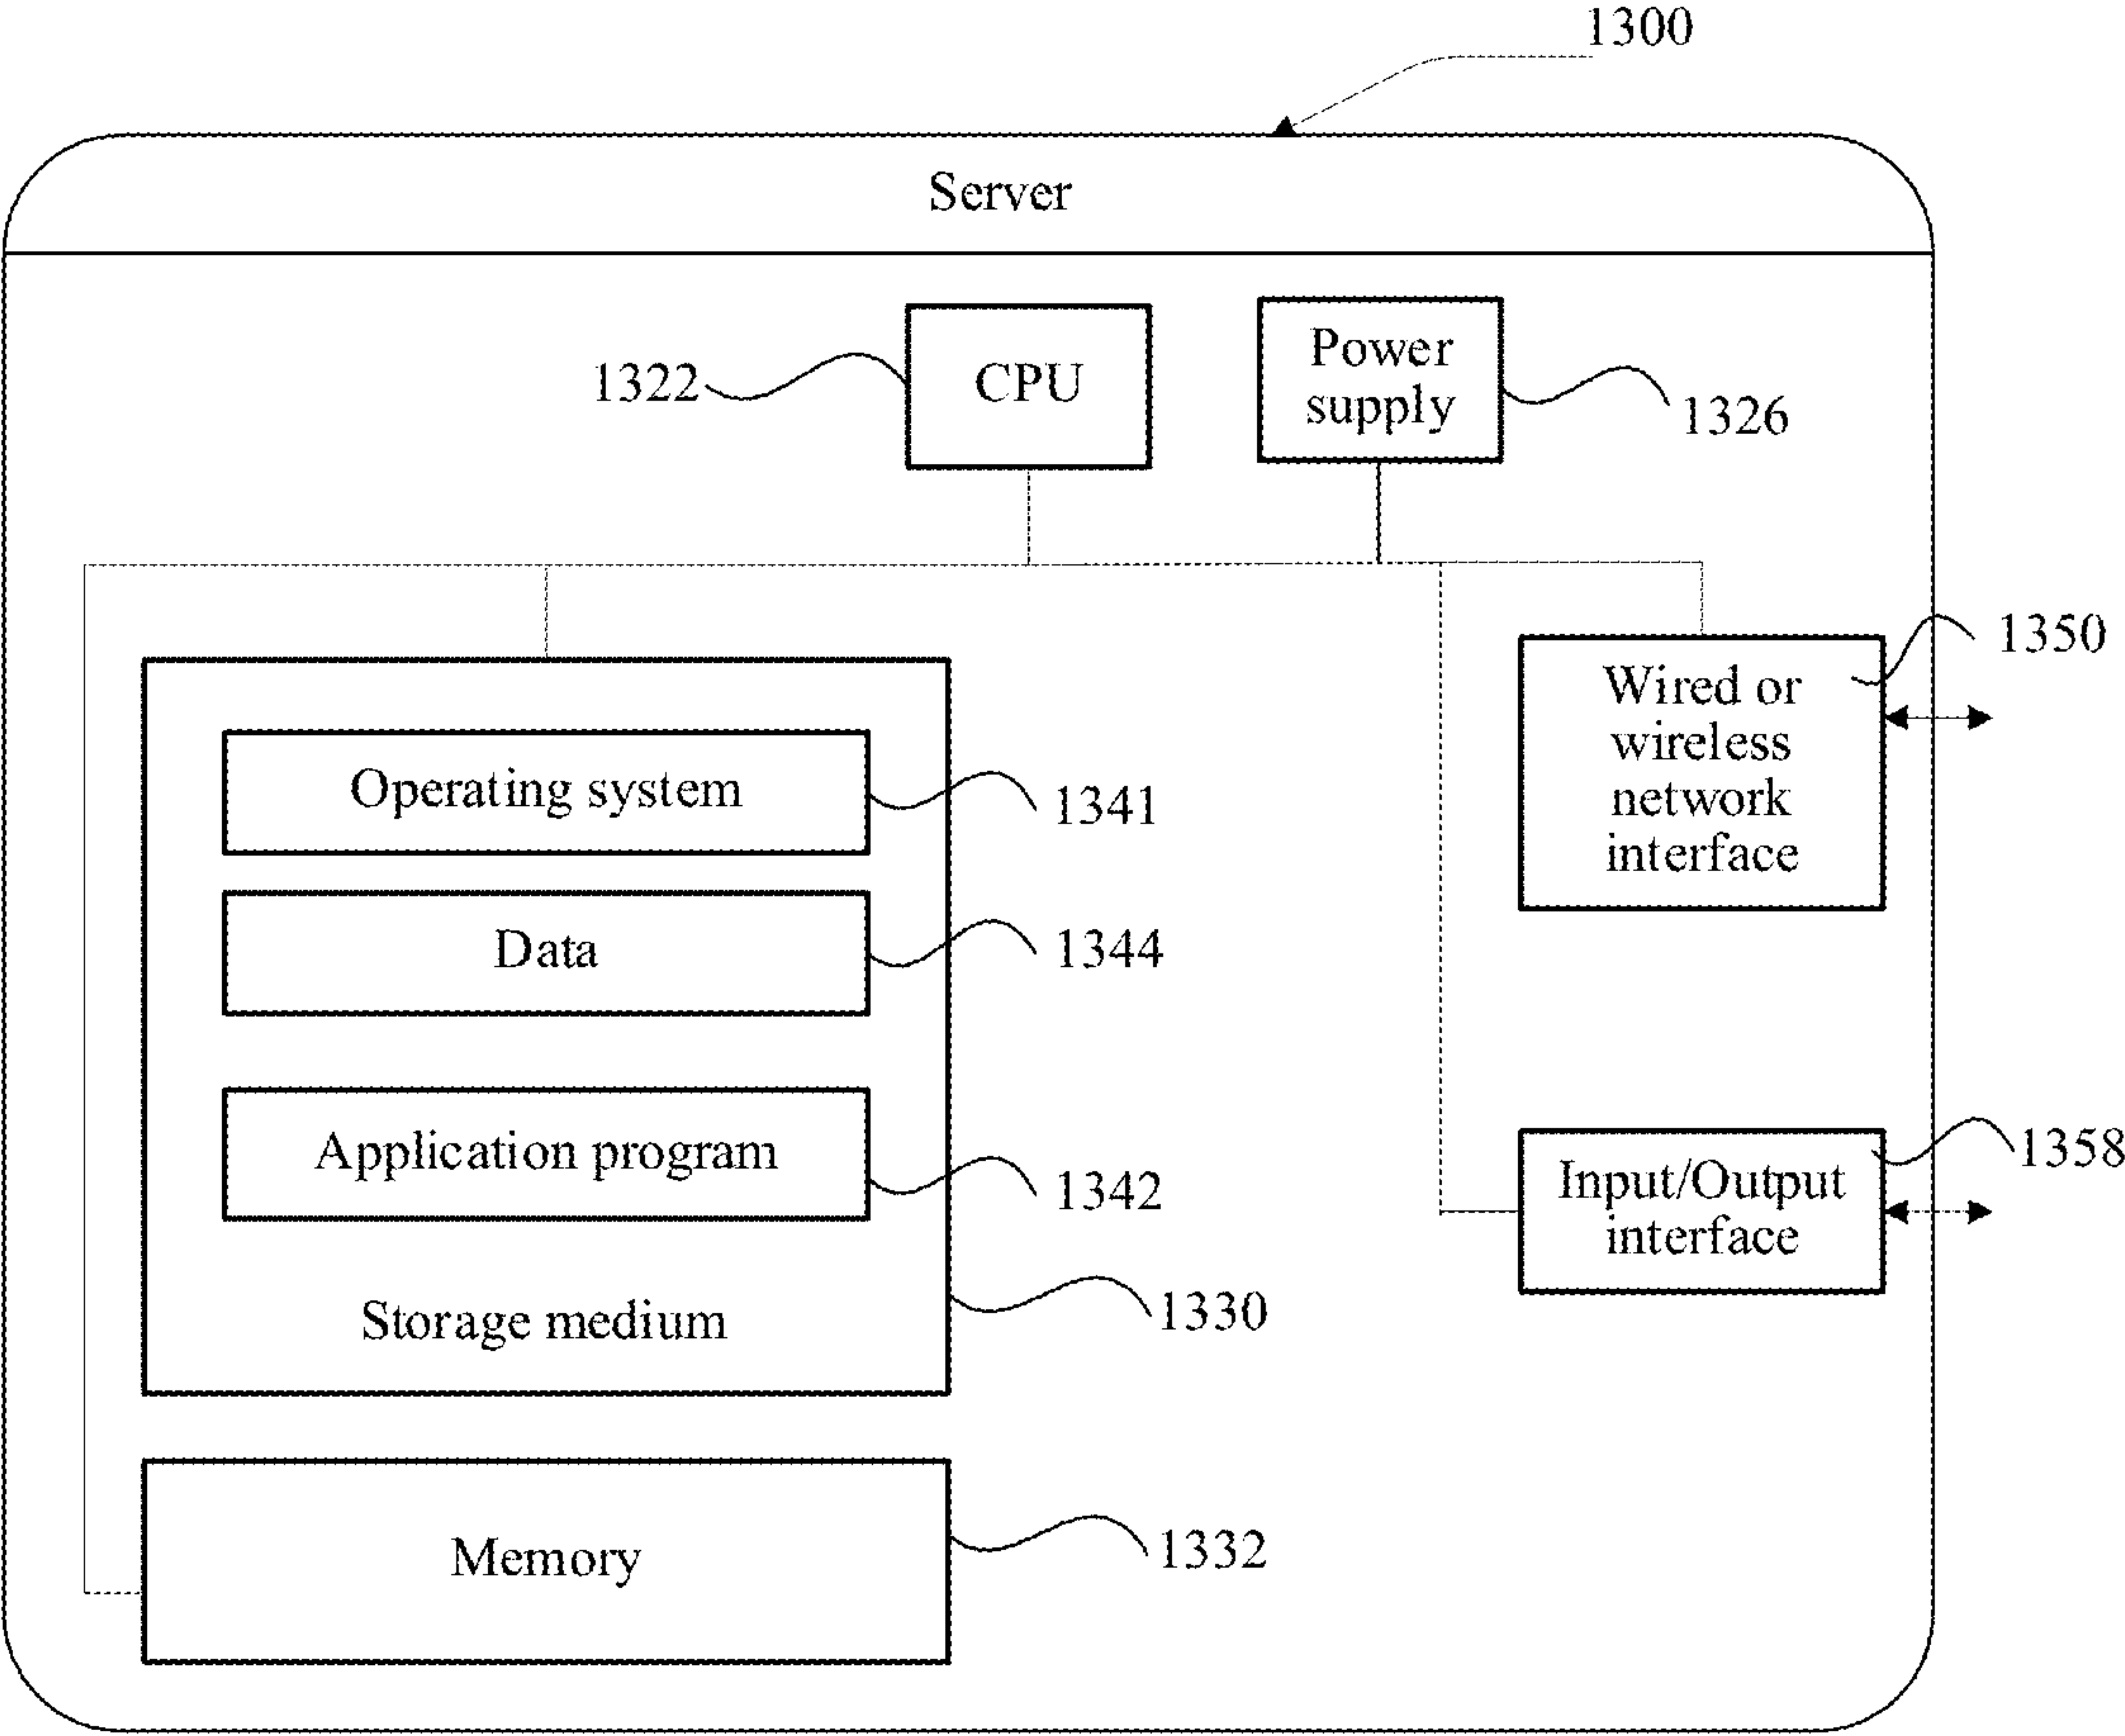 1300
Server
1322
CPU
Power
supply
1326
Operating system
1341
Data
1344
Application program
1342
Storage medium
1330
Memory
1332
Wired or
wireless
network
interface
1350
Input/Output
interface
1358